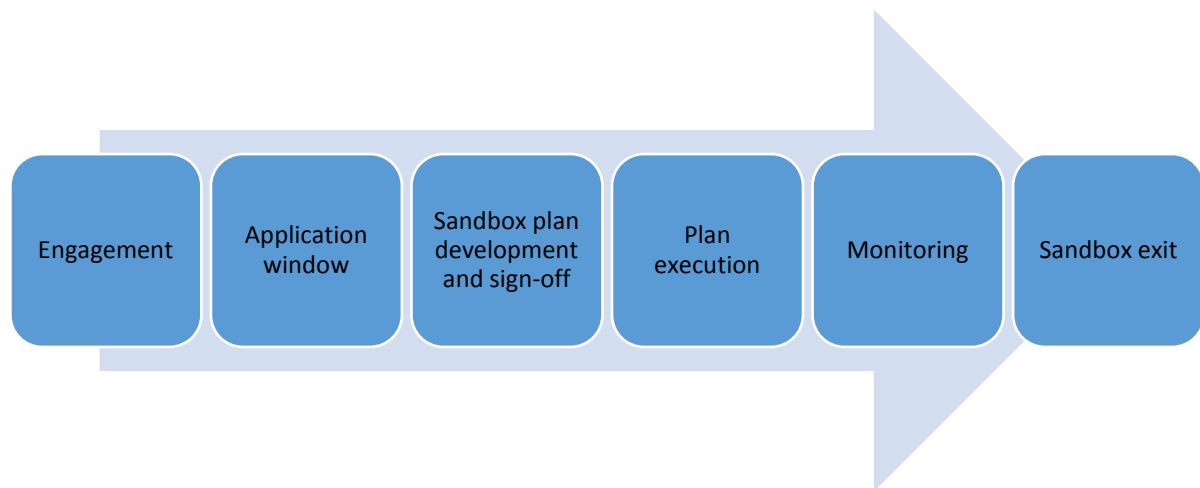 Engagement
Application
window
Sandbox plan
development
and sign-off
Plan
execution
Monitoring
Sandbox exit